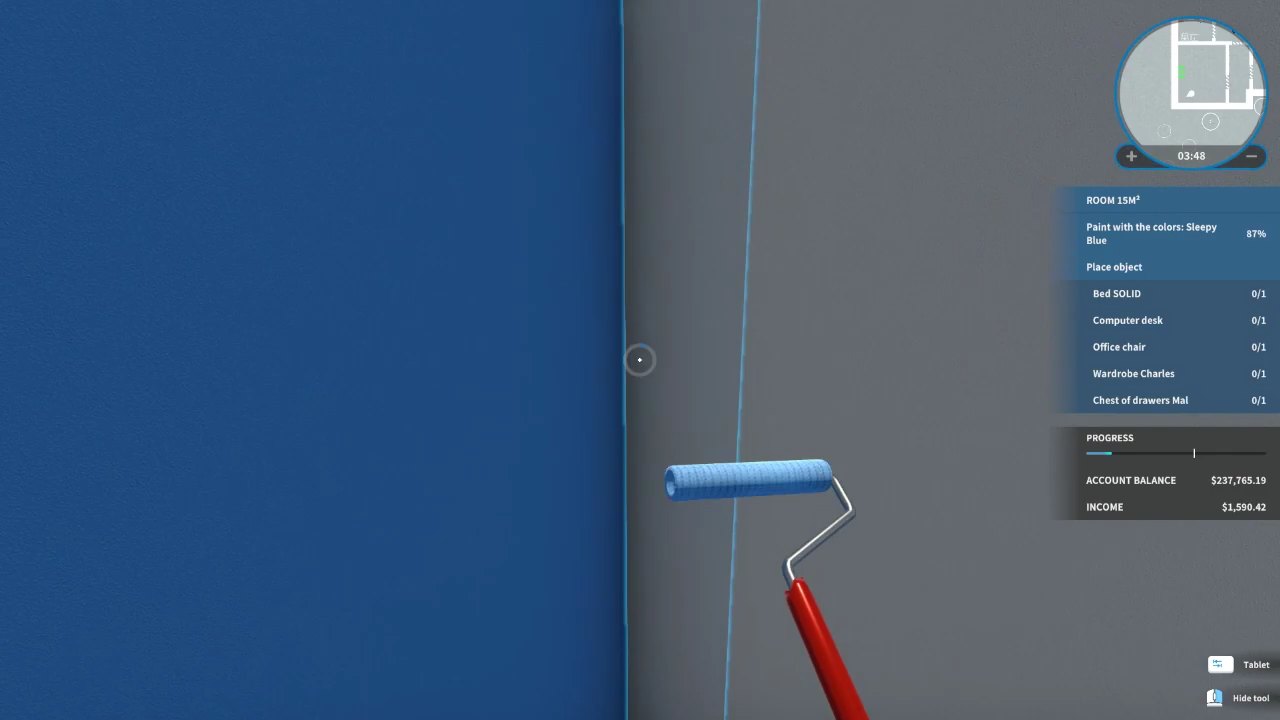 03:48
ROOM 15M²
Paint with the colors: Sleepy
Blue
87%
Place object
Bed SOLID 0/1
Computer desk 0/1
Office chair 0/1
Wardrobe Charles 0/1
Chest of drawers Mal 0/1
PROGRESS
ACCOUNT BALANCE $237,765.19
INCOME $1,590.42
Tablet
Hide tool